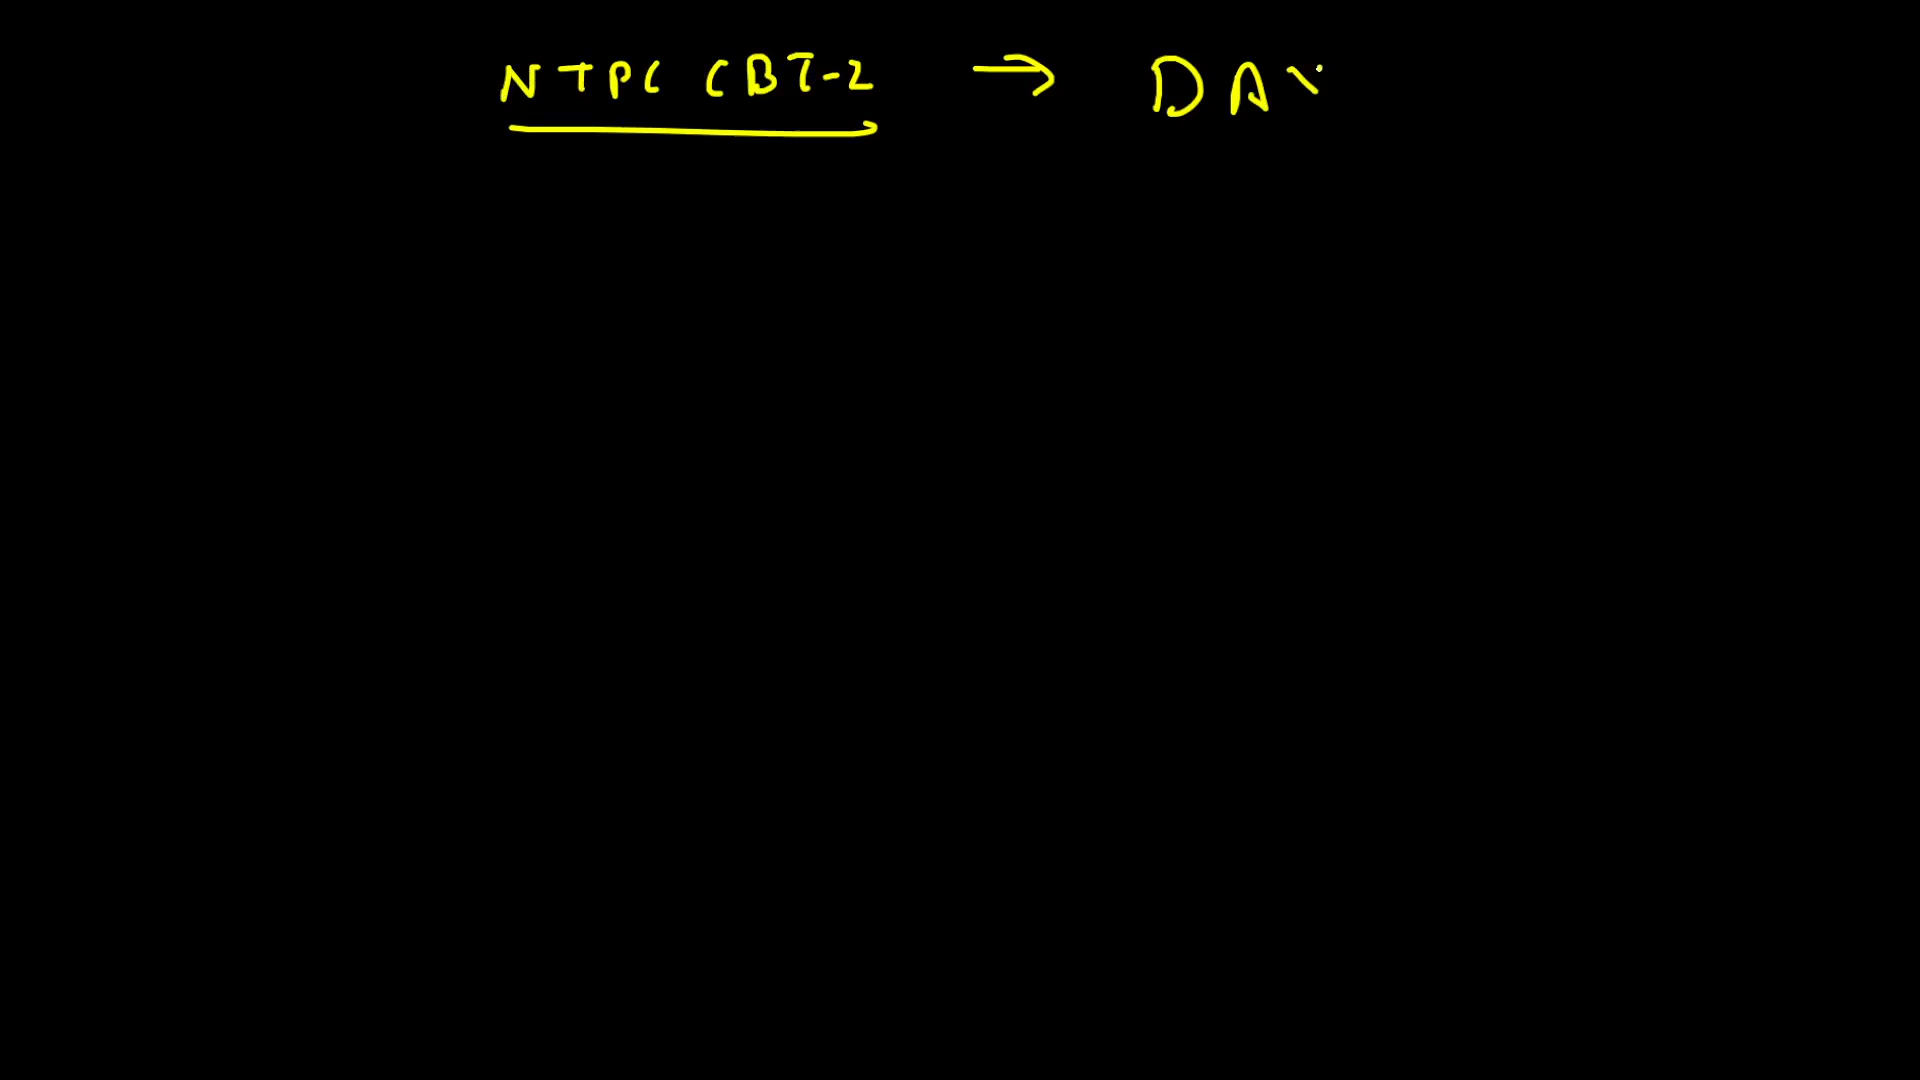 NTPC CBT-2 → DA